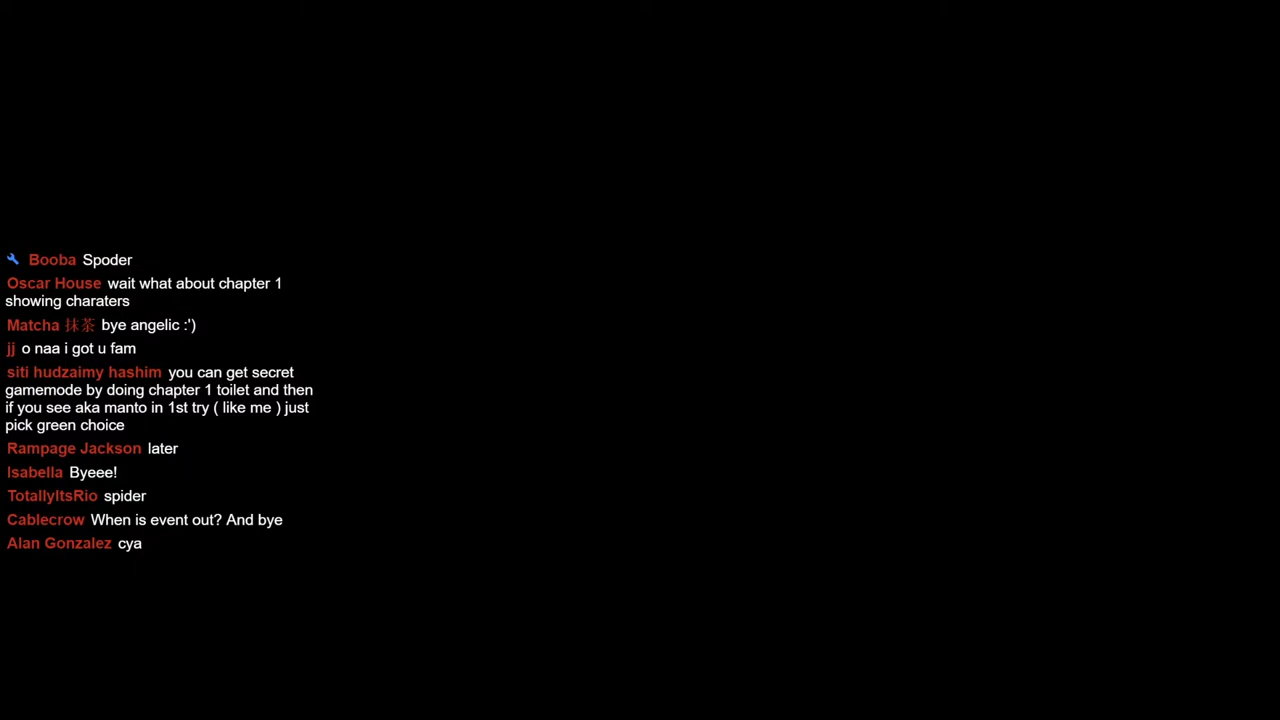 Booba Spoder
Oscar House wait what about chapter 1
showing charaters
Matcha 抹茶 bye angelic :')
jj o naa i got u fam
siti hudzaimy hashim you can get secret
gamemode by doing chapter 1 toilet and then
if you see aka manto in 1st try ( like me ) just
pick green choice
Rampage Jackson later
Isabella Byeee!
TotallyItsRio spider
Cablecrow When is event out? And bye
Alan Gonzalez cya